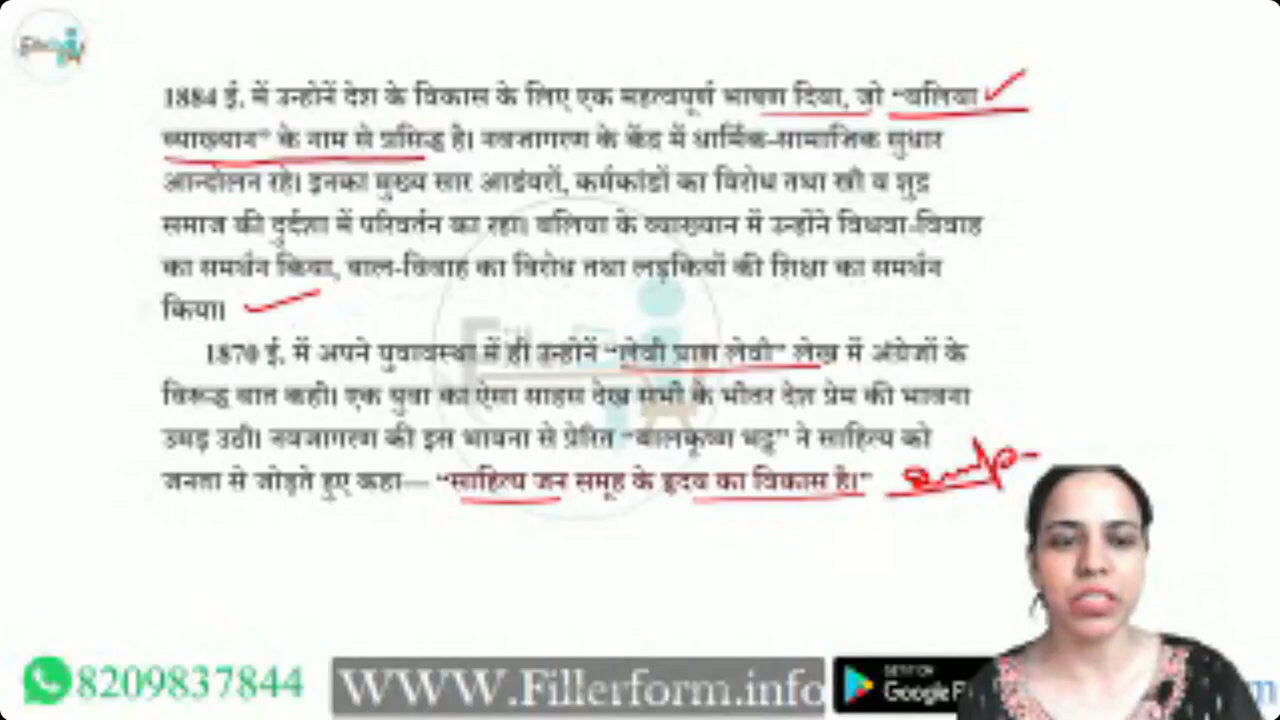 1884 ई. में उन्होनें देश के विकास के लिए एक महत्वपूर्ण भाषण दिया, जो “बलिया
व्याख्यान” के नाम से प्रसिद्ध है। नवजागरण के केंद्र में धार्मिक-सामाजिक सुधार
आन्दोलन रहे। इनका मुख्य सार आडंबरों, कर्मकांडों का विरोध तथा स्त्री व शुद्र
समाज की दुर्दशा में परिवर्तन का रहा। बलिया के व्याख्यान में उन्होंने विधवा-विवाह
का समर्थन किया, बाल-विवाह का विरोध तथा लड़कियों की शिक्षा का समर्थन
किया।
1870 ई. में अपने युवावस्था में ही उन्होनें “लेवी प्राण लेवी” लेख में अंग्रेजों के
विरूद्ध बात कही। एक युवा का ऐसा साहस देख सभी के भीतर देश प्रेम की भावना
उमड़ उठी। नवजागरण की इस भावना से प्रेरित “बालकृष्ण भट्ट” ने साहित्य को
जनता से जोड़ते हुए कहा— “साहित्य जन समूह के हृदय का विकास है।”
8209837844
WWW.Fillerform.info
GET IT ON
Google P